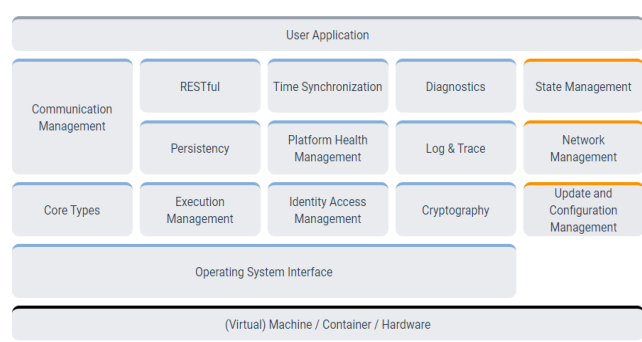 User Application
Communication
Management
RESTful
Time Synchronization
Diagnostics
State Management
Persistency
Platform Health
Management
Log & Trace
Network
Management
Core Types
Execution
Management
Identity Access
Management
Cryptography
Update and
Configuration
Management
Operating System Interface
(Virtual) Machine / Container / Hardware